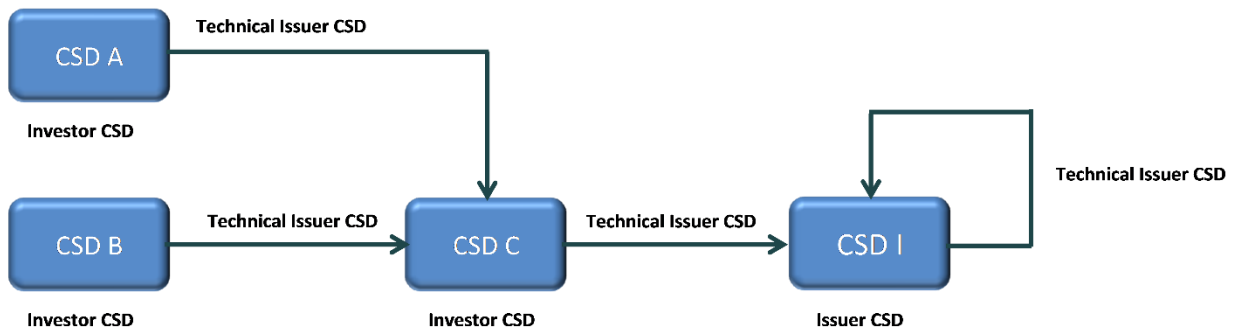 Technical Issuer CSD
CSD A
Investor CSD
Technical Issuer CSD
CSD B
Technical Issuer CSD
CSD C
Technical Issuer CSD
CSD I
Investor CSD
Investor CSD
Issuer CSD